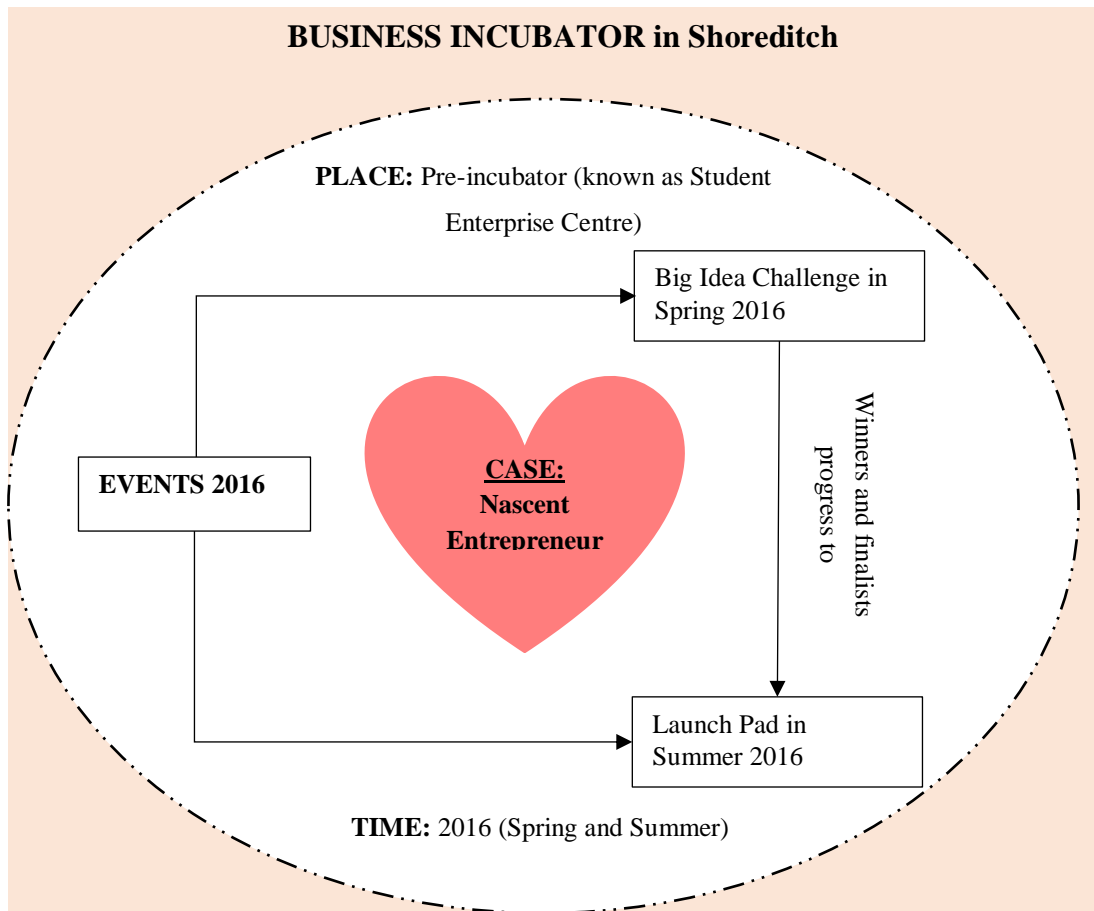 BUSINESS INCUBATOR in Shoreditch
PLACE: Pre-incubator (known as Student
Enterprise Centre)
Big Idea Challenge in
Spring 2016
Winners and finalists
progress to
EVENTS 2016
CASE:
Nascent
Entrepreneur
Launch Pad in
Summer 2016
TIME: 2016 (Spring and Summer)